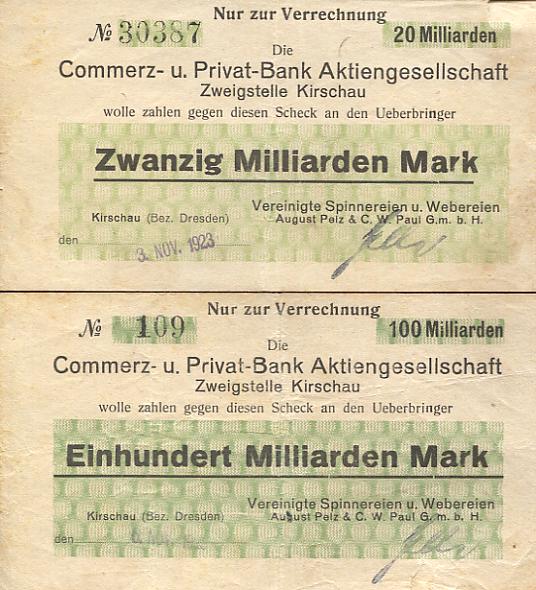 Nur zur Verrechnung
№ 30387 20 Milliarden
Die
Commerz- u. Privat-Bank Aktiengesellschaft
Zweigstelle Kirschau
wolle zahlen gegen diesen Scheck an den Ueberbringer
Zwanzig Milliarden Mark
Vereinigte Spinnereien u. Webereien
Kirschau (Bez. Dresden) August Pelz & C. W. Paul G.m. b. H.
den 3. NOV. 1923
Nur zur Verrechnung
№ 109 100 Milliarden
Die
Commerz- u. Privat-Bank Aktiengesellschaft
Zweigstelle Kirschau
wolle zahlen gegen diesen Scheck an den Ueberbringer
Einhundert Milliarden Mark
Vereinigte Spinnereien u. Webereien
Kirschau (Bez. Dresden) August Pelz & C. W. Paul G. m. b. H.
den